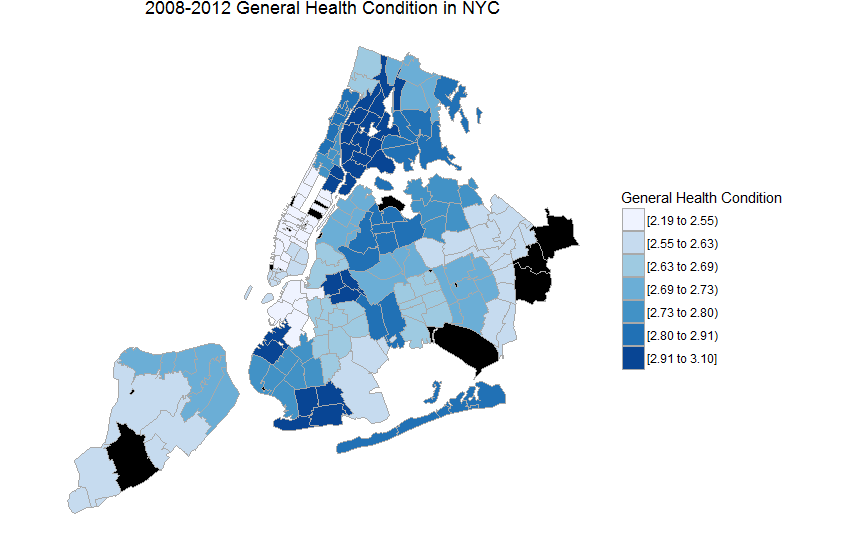 2008-2012 General Health Condition in NYC
General Health Condition
[2.19 to 2.55)
[2.55 to 2.63)
[2.63 to 2.69)
[2.69 to 2.73)
[2.73 to 2.80)
[2.80 to 2.91)
[2.91 to 3.10]